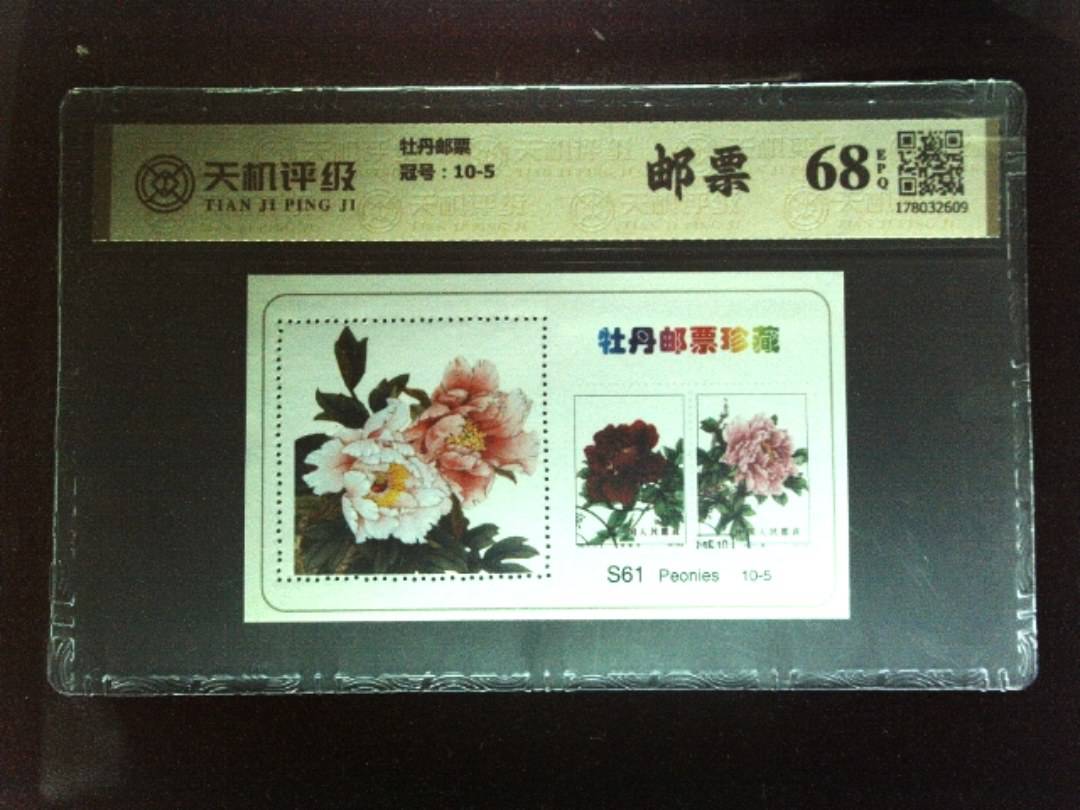 天机评级
TIAN JI PING JI
牡丹邮票
冠号：10-5
邮票
68
EPQ
178032609
牡丹邮票珍藏
S61 Peonies 10-5